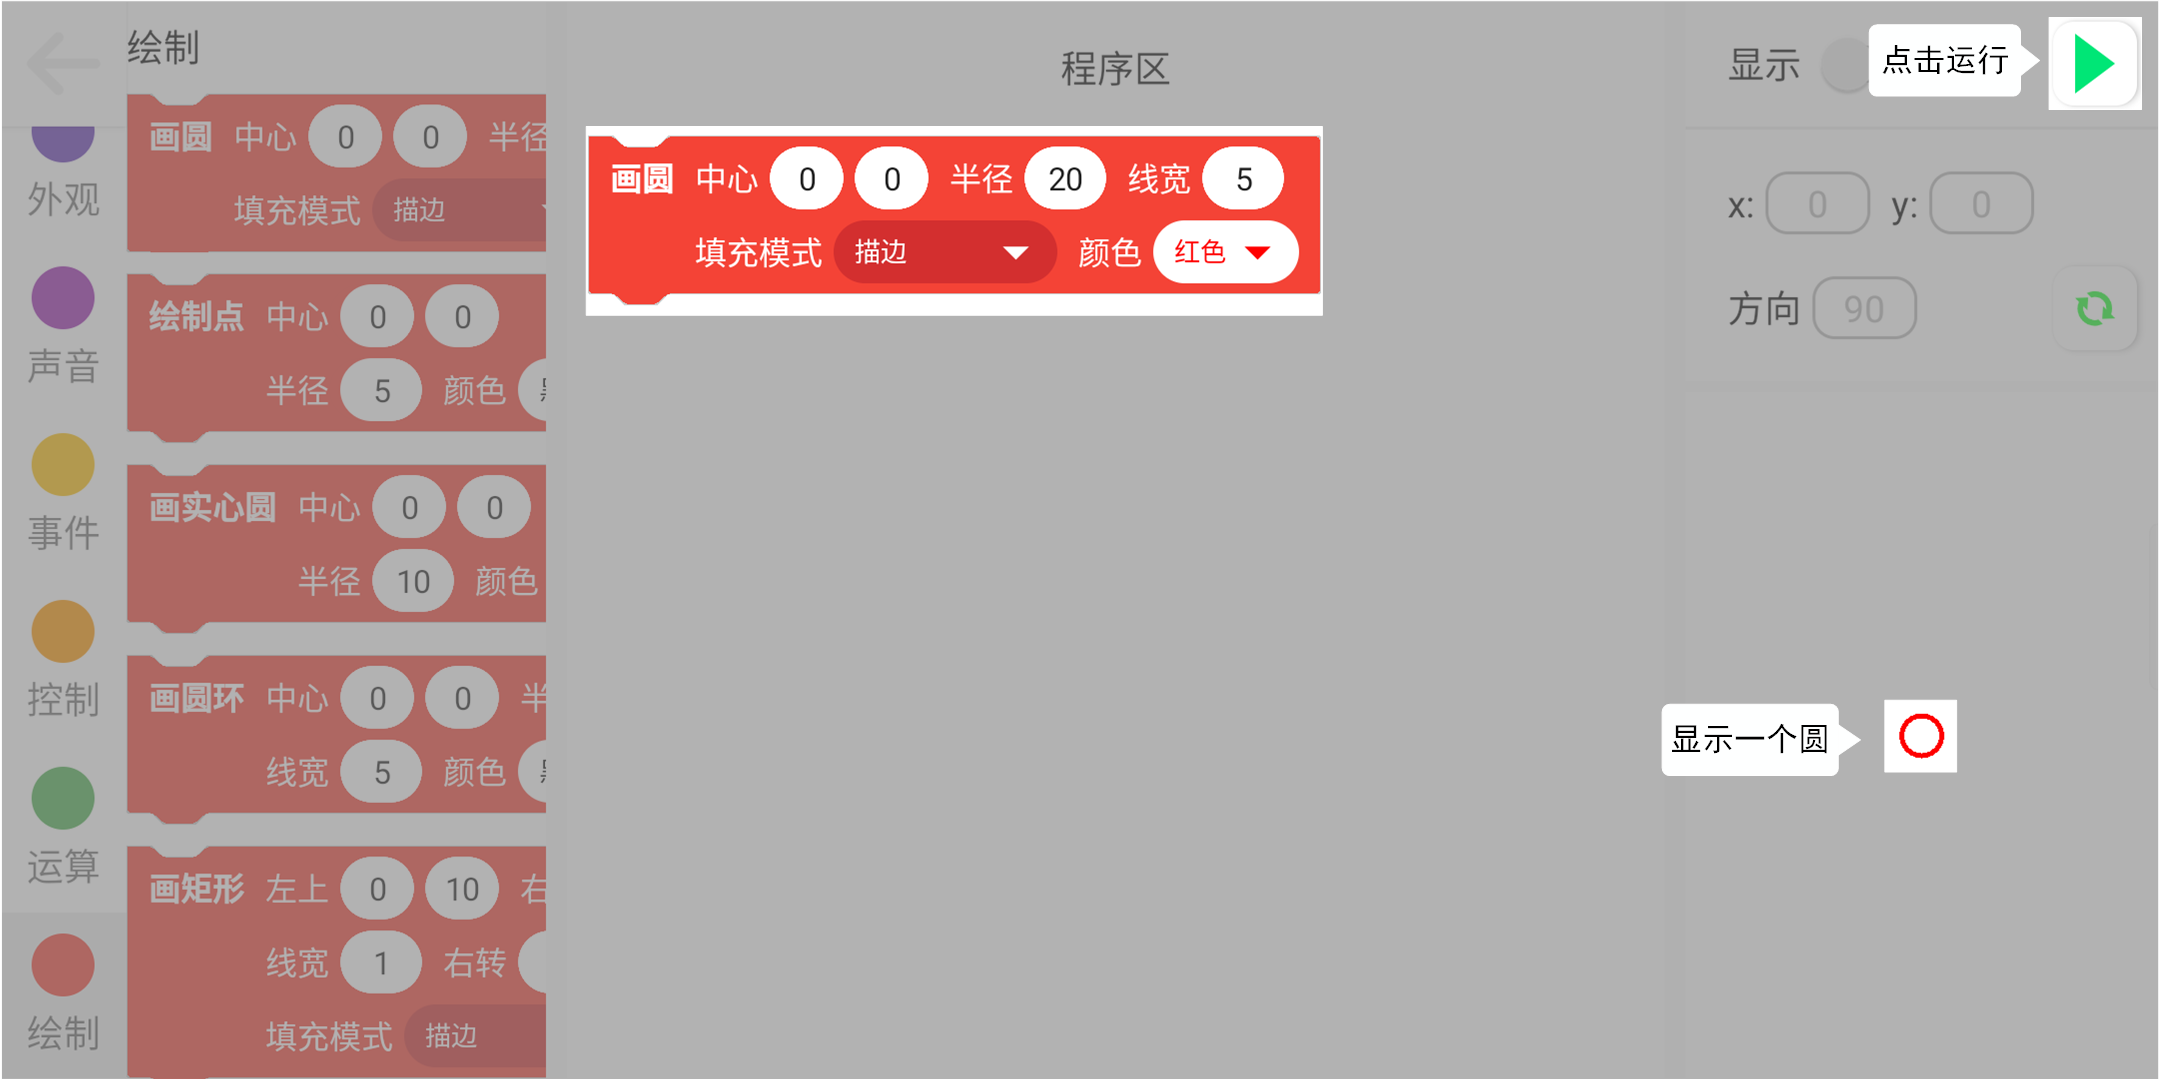 绘制
程序区
显示
点击运行
外观
声音
事件
控制
运算
绘制
画圆 中心 0 0 半径
填充模式 描边
绘制点 中心 0 0
半径 5 颜色
画实心圆 中心 0 0
半径 10 颜色
画圆环 中心 0 0 半
线宽 5 颜色
画矩形 左上 0 10 右
线宽 1 右转
填充模式 描边
画圆 中心 0 0 半径 20 线宽 5
填充模式 描边 颜色 红色
x: 0 y: 0
方向 90
显示一个圆